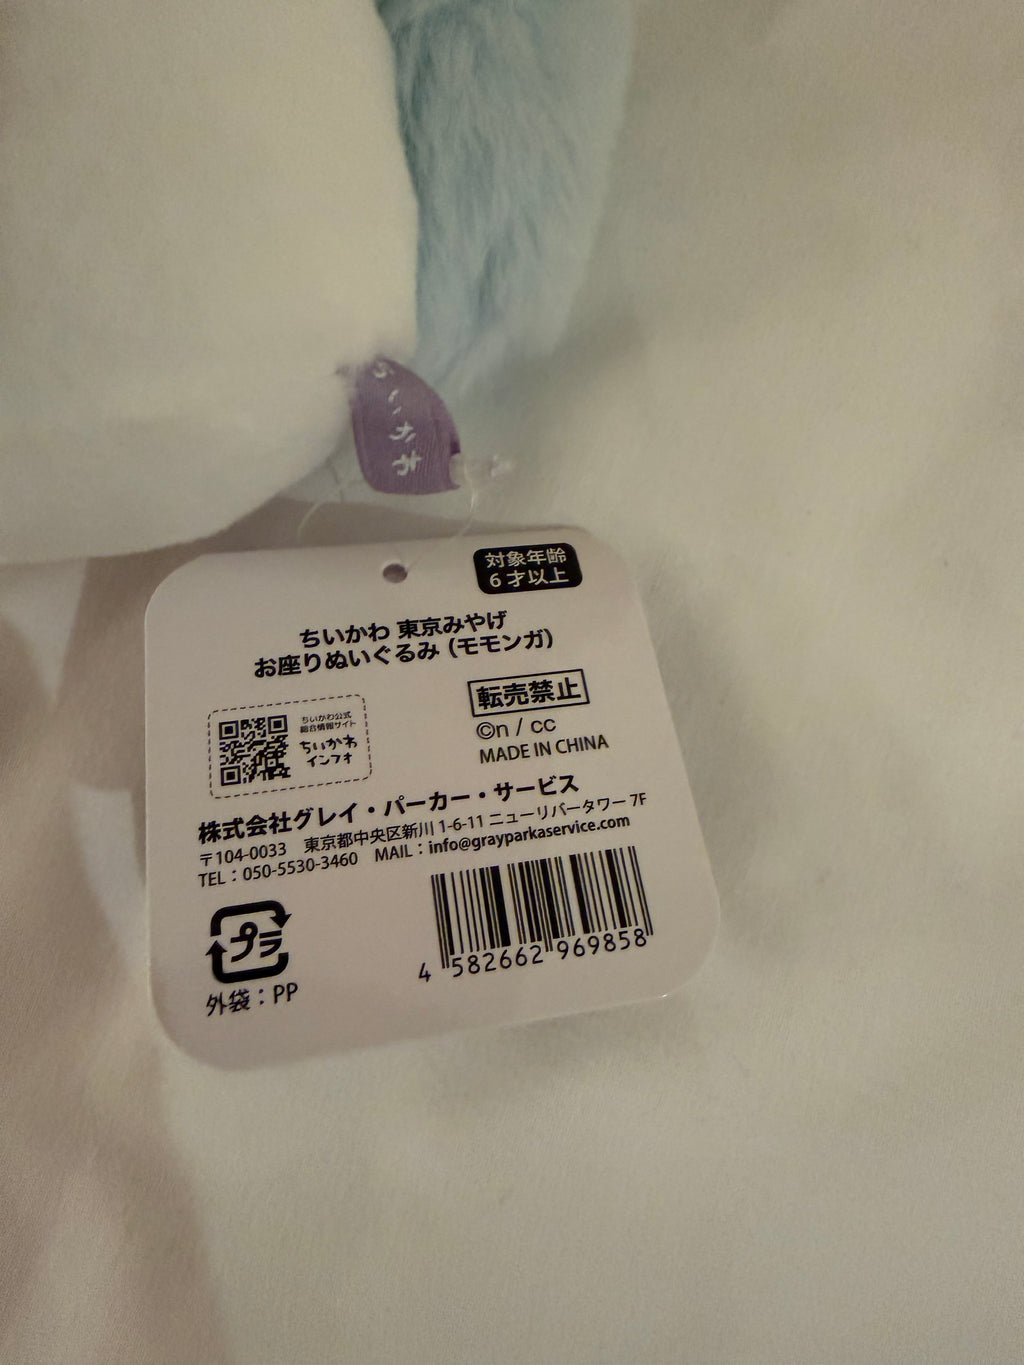 ちいかわ
対象年齢
6才以上
ちいかわ 東京みやげ
お座りぬいぐるみ（モモンガ）
ちいかわ公式
総合情報サイト
ちいかわ
インフォ
転売禁止
©n / cc
MADE IN CHINA
株式会社グレイ・パーカー・サービス
〒104-0033 東京都中央区新川 1-6-11 ニューリバータワー 7F
TEL：050-5530-3460 MAIL：info@grayparkaservice.com
プラ
外袋：PP
4 582662 969858